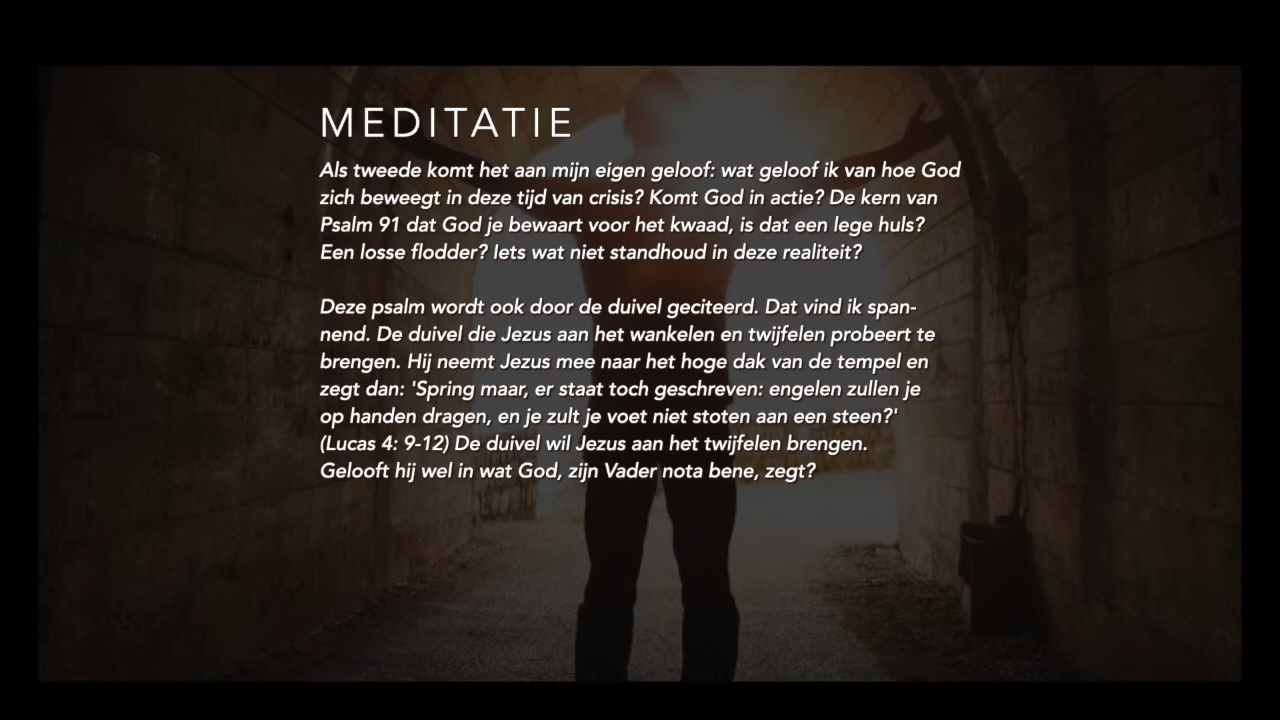 MEDITATIE
Als tweede komt het aan mijn eigen geloof: wat geloof ik van hoe God
zich beweegt in deze tijd van crisis? Komt God in actie? De kern van
Psalm 91 dat God je bewaart voor het kwaad, is dat een lege huls?
Een losse flodder? Iets wat niet standhoud in deze realiteit?
Deze psalm wordt ook door de duivel geciteerd. Dat vind ik span-
nend. De duivel die Jezus aan het wankelen en twijfelen probeert te
brengen. Hij neemt Jezus mee naar het hoge dak van de tempel en
zegt dan: 'Spring maar, er staat toch geschreven: engelen zullen je
op handen dragen, en je zult je voet niet stoten aan een steen?'
(Lucas 4: 9-12) De duivel wil Jezus aan het twijfelen brengen.
Gelooft hij wel in wat God, zijn Vader nota bene, zegt?